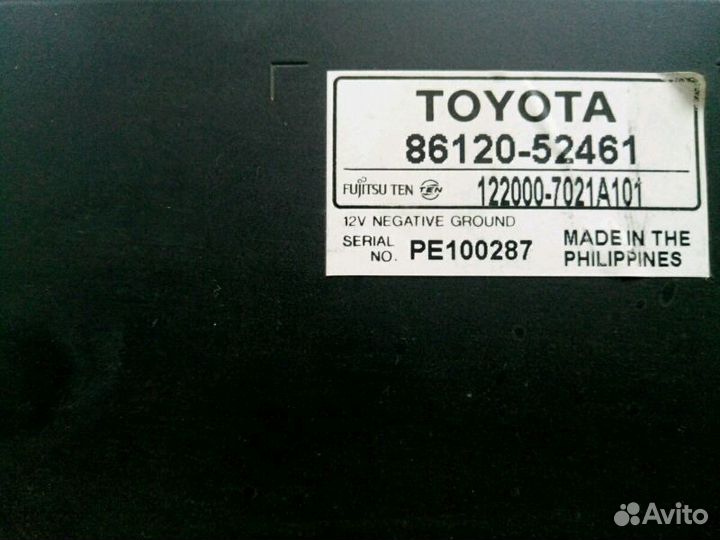 TOYOTA
86120-52461
FUJITSU TEN TEN 122000-7021A101
12V NEGATIVE GROUND
SERIAL NO. PE100287
MADE IN THE PHILIPPINES
Avito